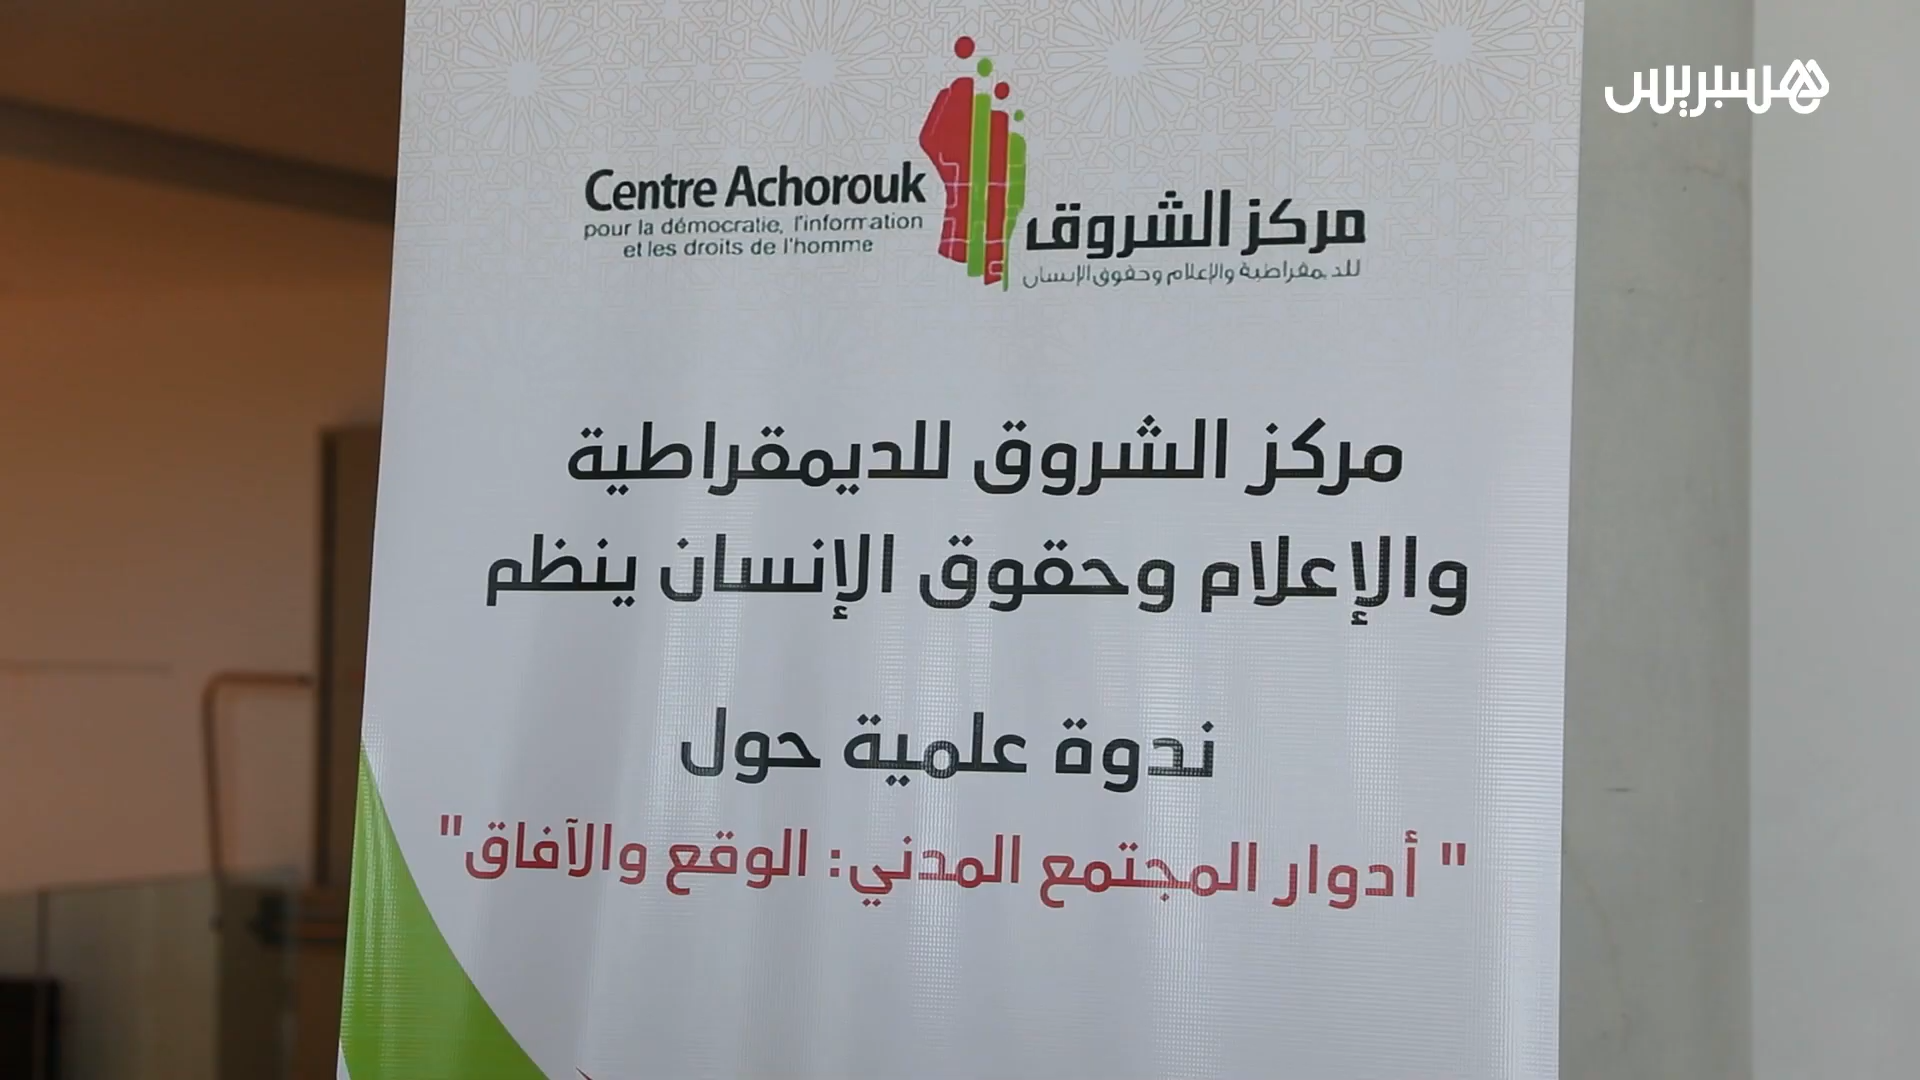 هسبريس
Centre Achorouk
pour la démocratie, l'information
et les droits de l'homme
مركز الشروق
للديمقراطية والإعلام وحقوق الإنسان
مركز الشروق للديمقراطية
والإعلام وحقوق الإنسان ينظم
ندوة علمية حول
" أدوار المجتمع المدني: الوقع والآفاق"